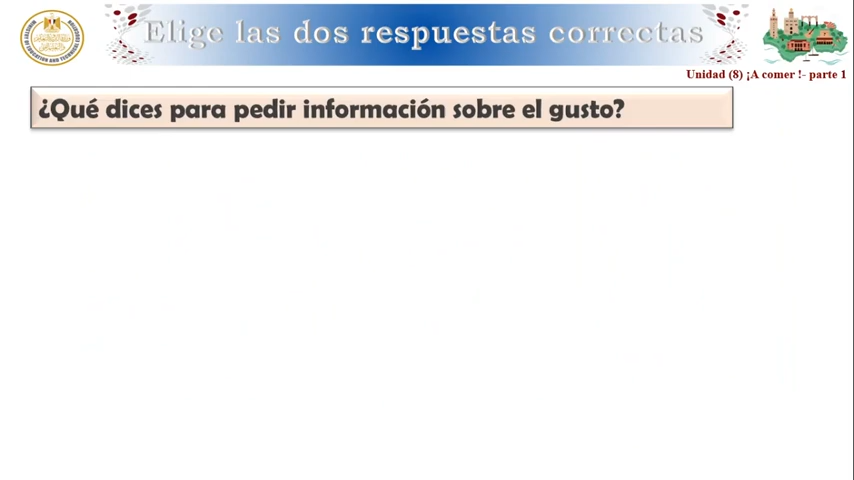 Elige las dos respuestas correctas
Unidad (8) ¡A comer !- parte 1
¿Qué dices para pedir información sobre el gusto?